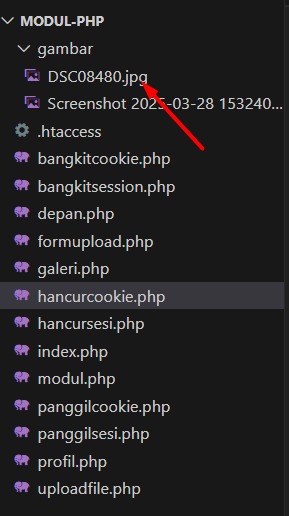 MODUL-PHP
gambar
DSC08480.jpg
Screenshot 2025-03-28 153240...
.htaccess
bangkitcookie.php
bangkitsession.php
depan.php
formupload.php
galeri.php
hancurcookie.php
hancursesi.php
index.php
modul.php
panggilcookie.php
panggilsesi.php
profil.php
uploadfile.php